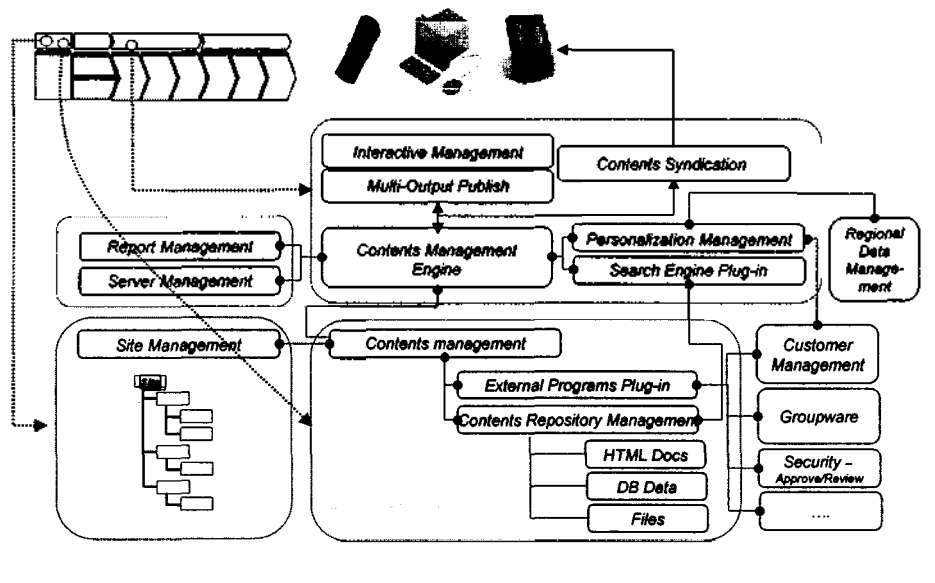 Interactive Management
Contents Syndication
Multi-Output Publish
Report Management
Contents Management
Engine
Personalization Management
Regional
Data
Manage-
ment
Server Management
Search Engine Plug-in
Site Management
Contents management
Customer
Management
Site
External Programs Plug-in
Contents Repository Management
Groupware
HTML Docs
Security –
Approve/Review
DB Data
Files
....